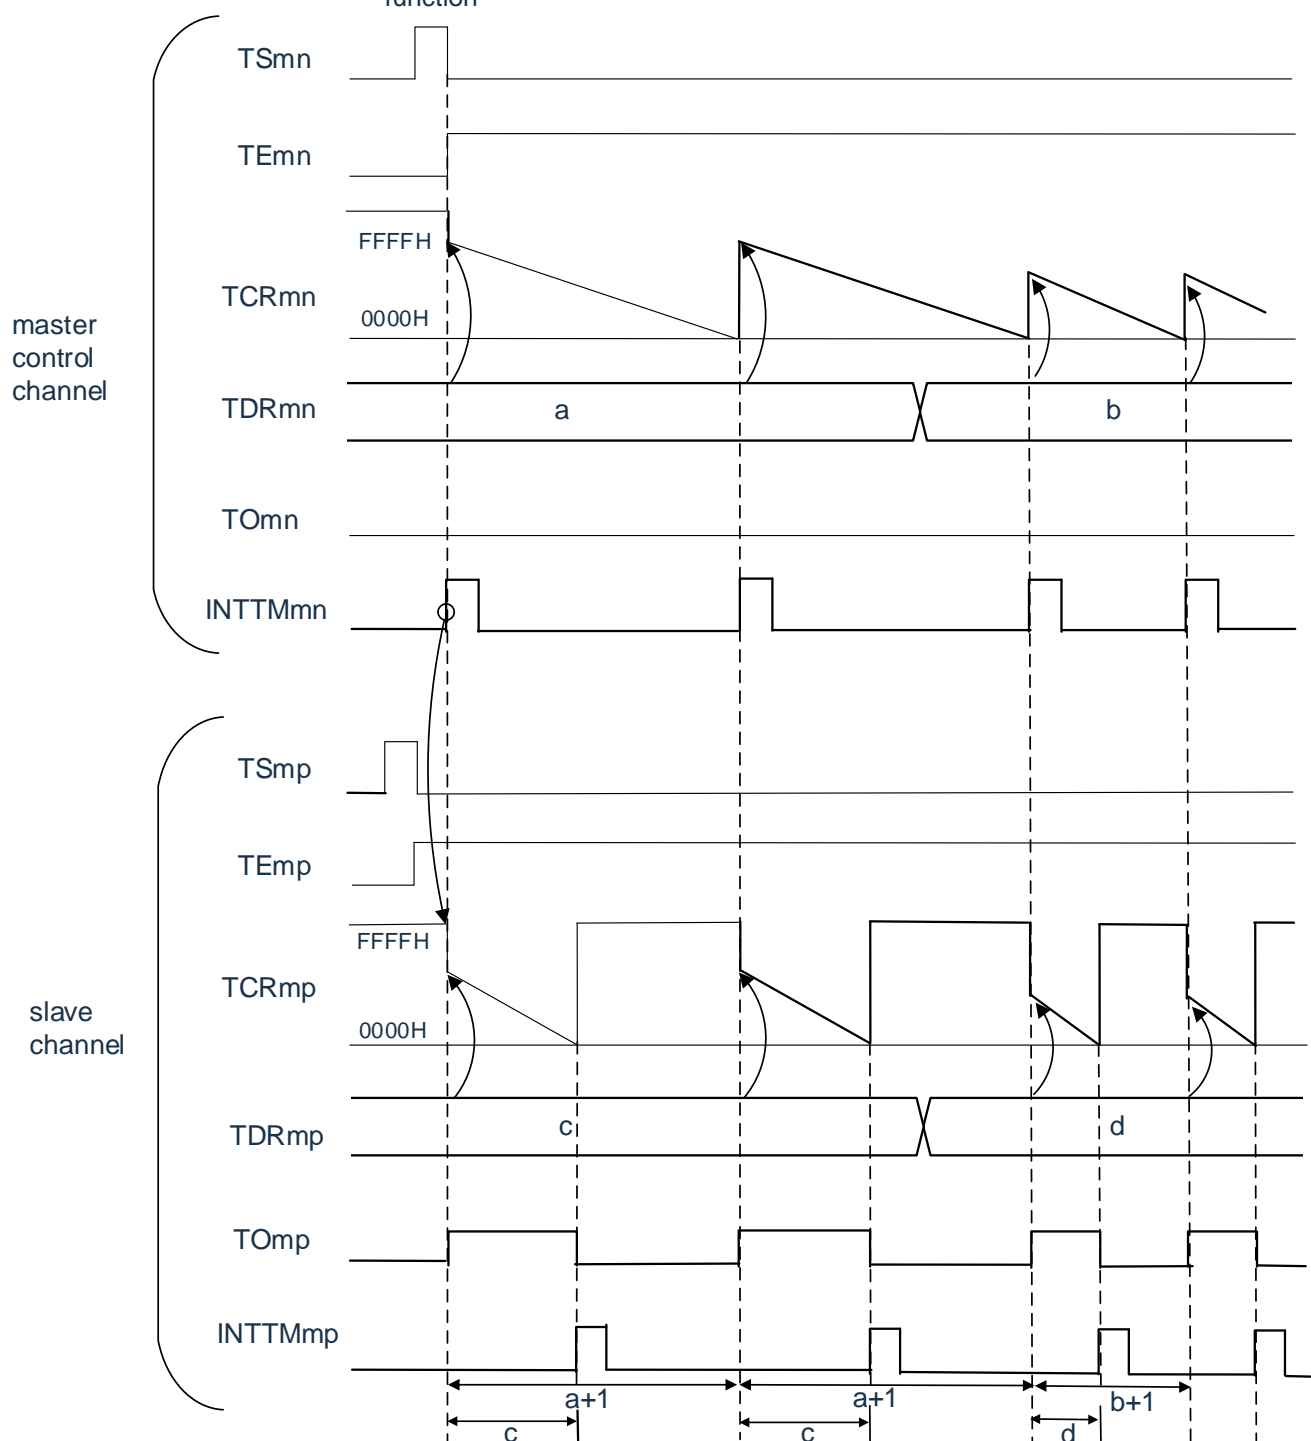 function
TSmn
TEmn
FFFFH
TCRmn
0000H
master
control
channel
TDRmn
a
b
TOmn
INTTMmn
TSmp
TEmp
FFFFH
TCRmp
slave
channel
0000H
TDRmp
c
d
TOmp
INTTMmp
a+1
a+1
b+1
c
c
d